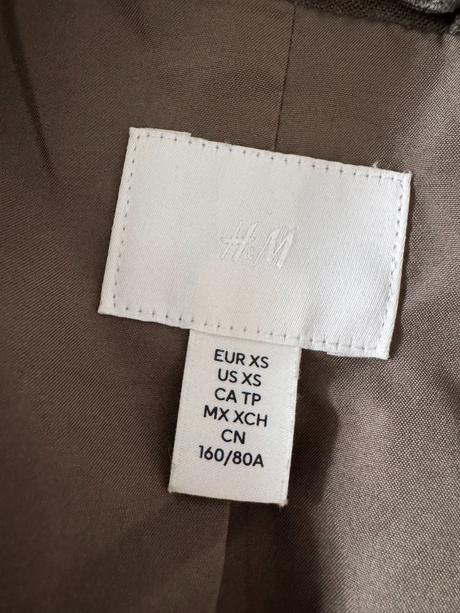 H&M
EUR XS
US XS
CA TP
MX XCH
CN
160/80A